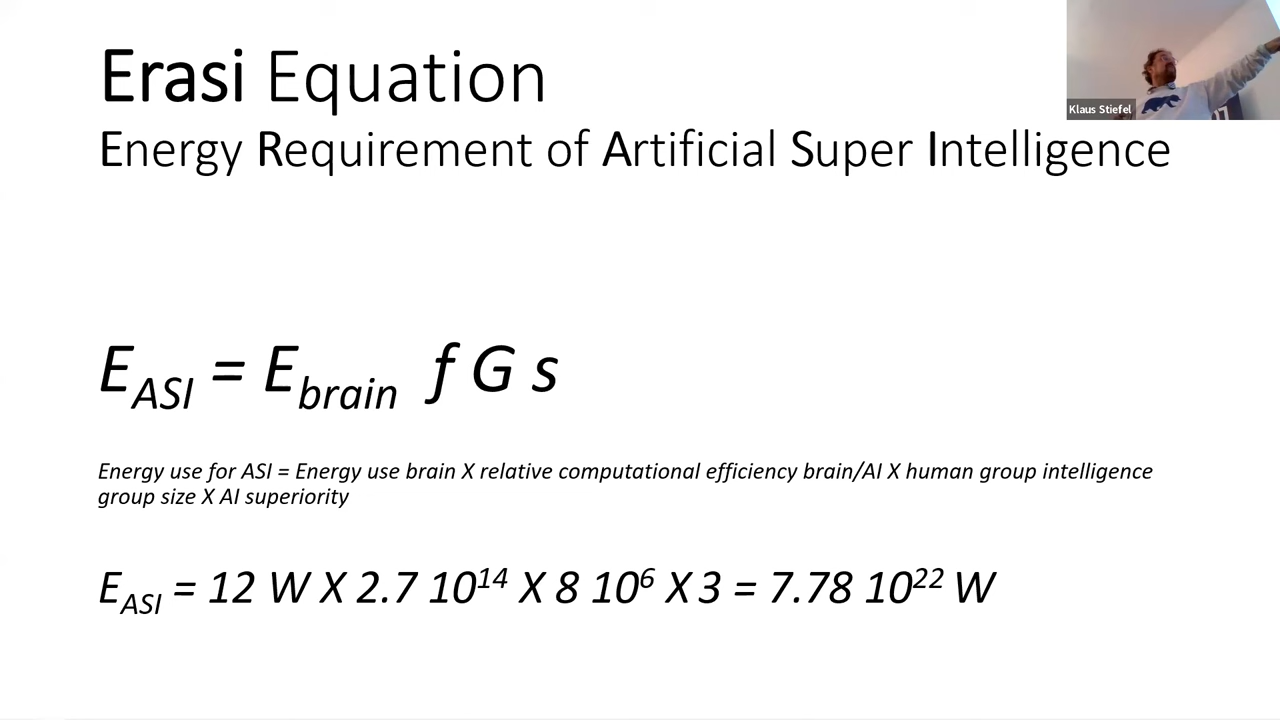 Erasi Equation
Klaus Stiefel
Energy Requirement of Artificial Super Intelligence
E_ASI = E_brain f G s
Energy use for ASI = Energy use brain X relative computational efficiency brain/AI X human group intelligence
group size X AI superiority
E_ASI = 12 W X 2.7 10^14 X 8 10^6 X 3 = 7.78 10^22 W